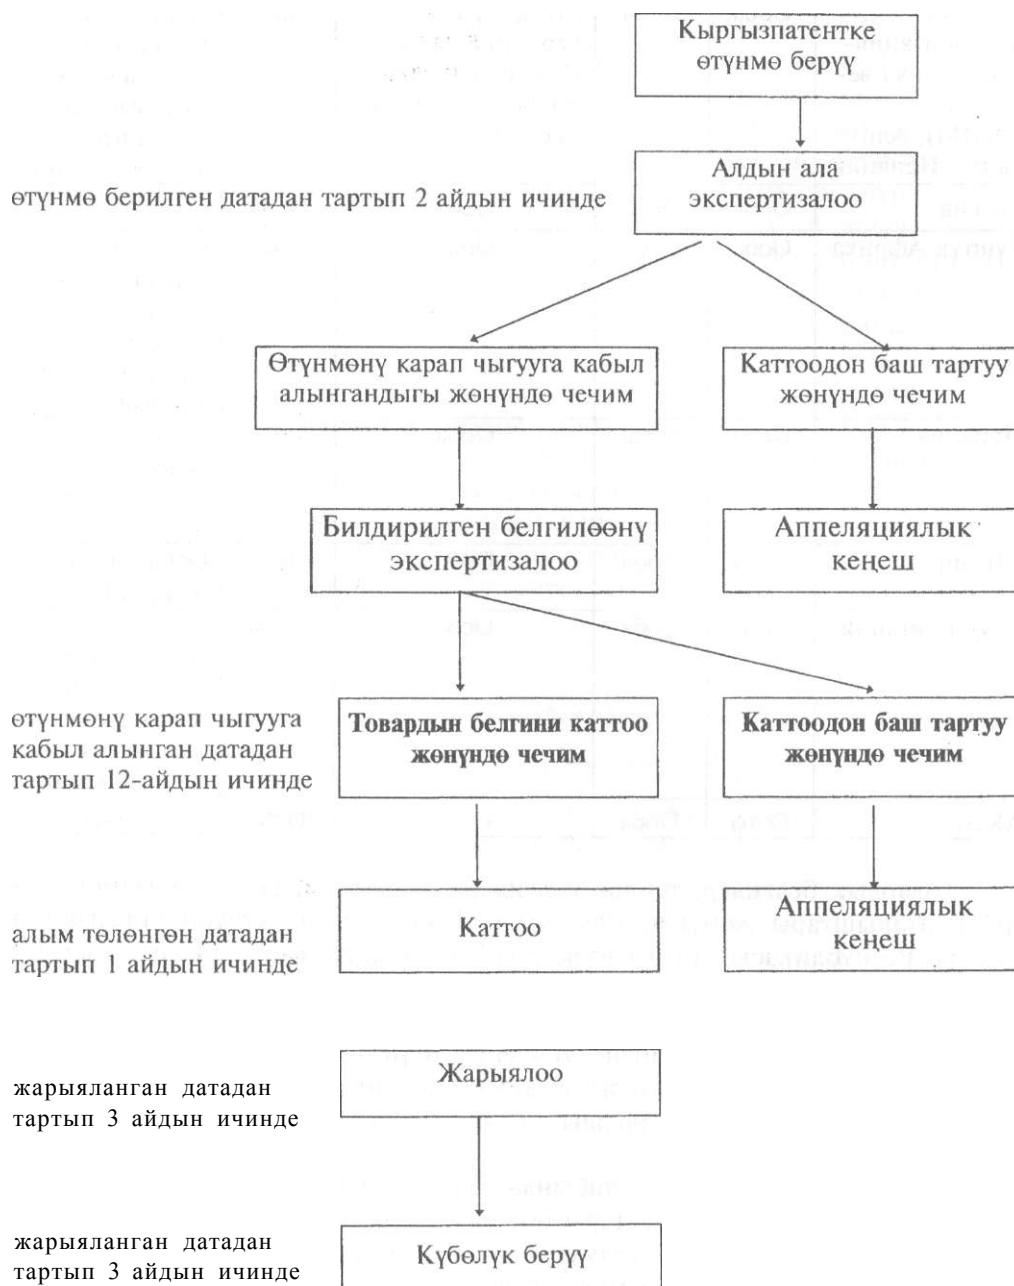 Кыргызпатентке
өтүнмө берүү
өтүнмө берилген датадан тартып 2 айдын ичинде
Алдын ала
экспертизалоо
Өтүнмөнү карап чыгууга кабыл
алынгандыгы жөнүндө чечим
Каттоодон баш тартуу
жөнүндө чечим
Билдирилген белгилөөнү
экспертизалоо
Аппеляциялык
кеңеш
өтүнмөнү карап чыгууга
кабыл алынган датадан
тартып 12-айдын ичинде
Товардын белгини каттоо
жөнүндө чечим
Каттоодон баш тартуу
жөнүндө чечим
алым төлөнгөн датадан
тартып 1 айдын ичинде
Каттоо
Аппеляциялык
кеңеш
жарыяланган датадан
тартып 3 айдын ичинде
Жарыялоо
жарыяланган датадан
тартып 3 айдын ичинде
Күбөлүк берүү